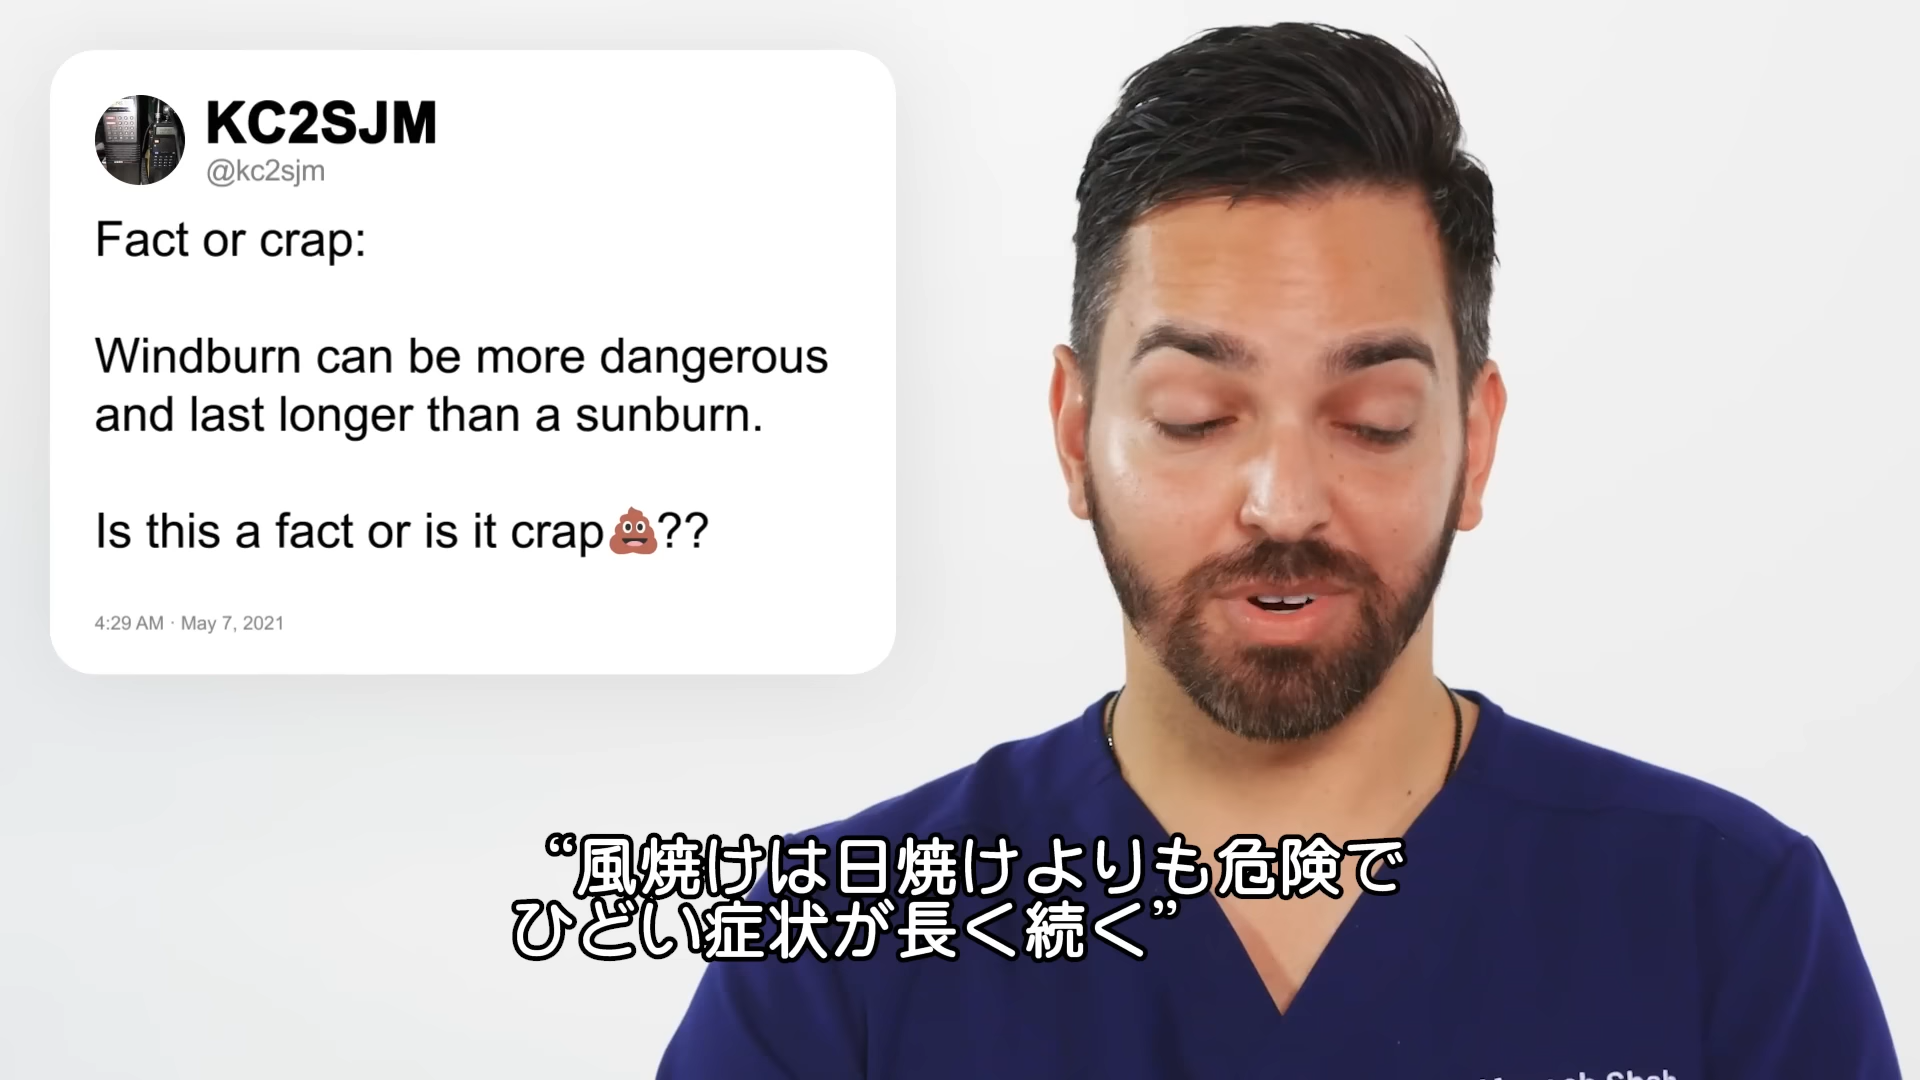 KC2SJM
@kc2sjm
Fact or crap:
Windburn can be more dangerous
and last longer than a sunburn.
Is this a fact or is it crap💩??
4:29 AM · May 7, 2021
“風焼けは日焼けよりも危険で
ひどい症状が長く続く”